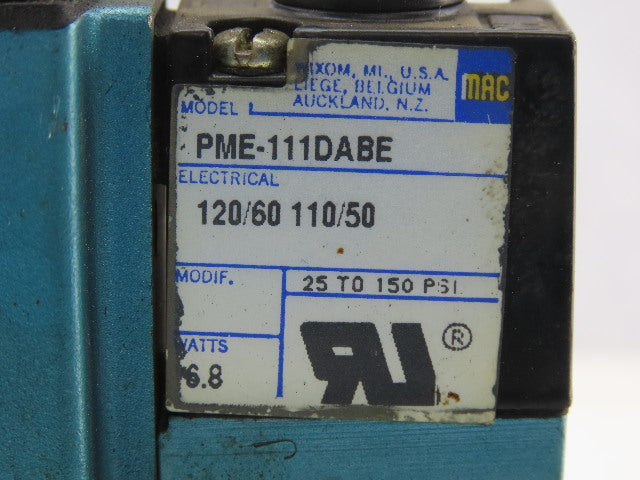 WIXOM, MI., U.S.A.
LIEGE, BELGIUM
AUCKLAND, N.Z.
MAC
MODEL
PME-111DABE
ELECTRICAL
120/60 110/50
MODIF.
25 TO 150 PSI
WATTS
6.8
RU ®